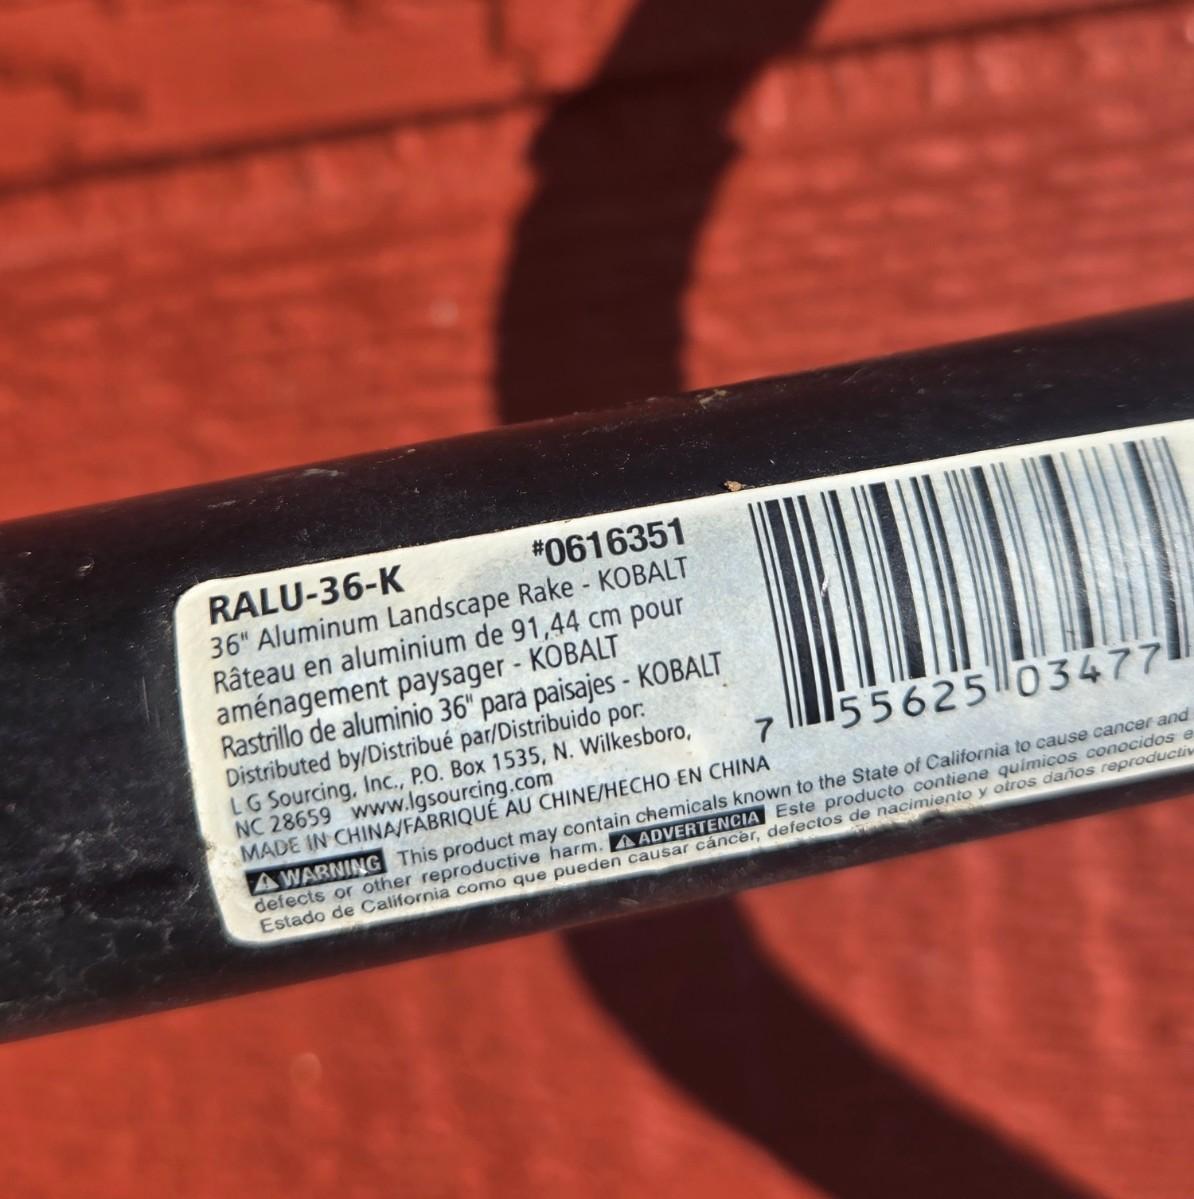 #0616351
RALU-36-K
36" Aluminum Landscape Rake - KOBALT
Râteau en aluminium de 91,44 cm pour
aménagement paysager - KOBALT
Rastrillo de aluminio 36" para paisajes - KOBALT
Distributed by/Distribué par/Distribuido por:
L G Sourcing, Inc., P.O. Box 1535, N. Wilkesboro,
NC 28659 www.lgsourcing.com
MADE IN CHINA/FABRIQUÉ AU CHINE/HECHO EN CHINA
7 55625 03477
WARNING This product may contain chemicals known to the State of California to cause cancer and
defects or other reproductive harm. ADVERTENCIA Este producto contiene químicos conocidos
Estado de California como que pueden causar cáncer, defectos de nacimiento y otros daños